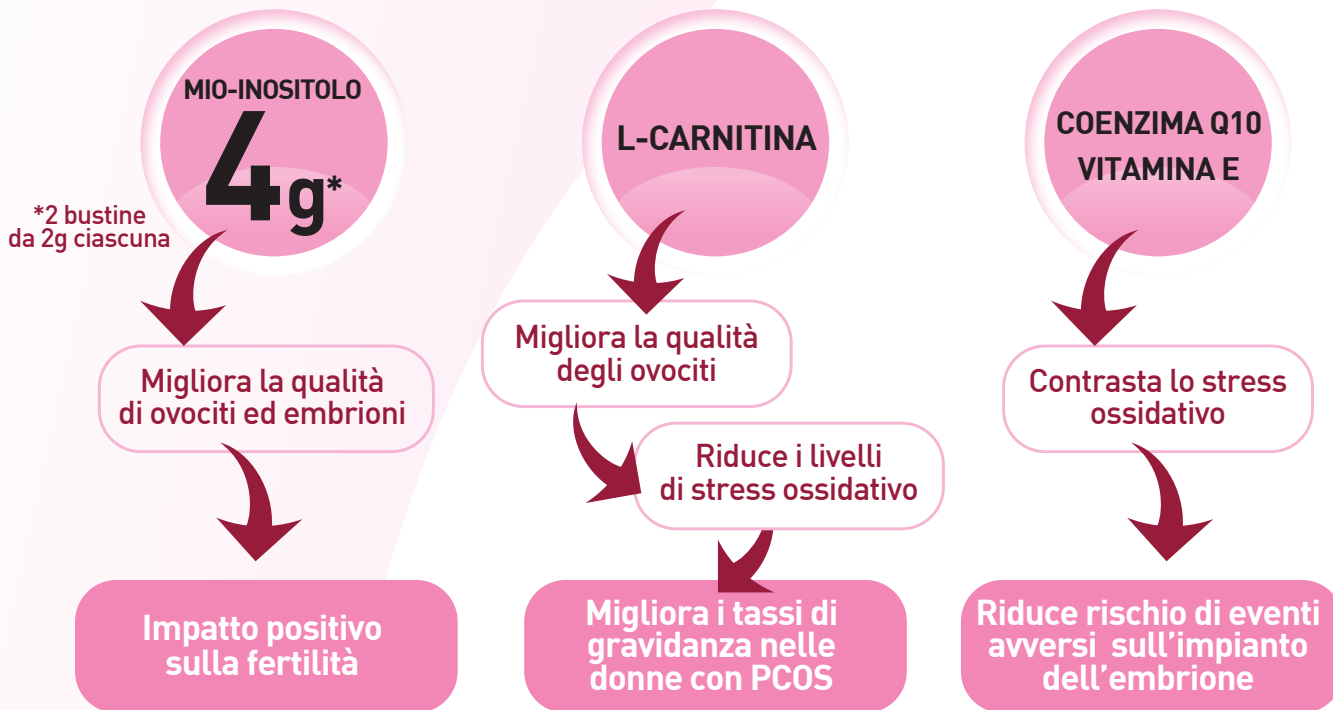 MIO-INOSITOLO
4g*
*2 bustine
da 2g ciascuna
Migliora la qualità
di ovociti ed embrioni
Impatto positivo
sulla fertilità
L-CARNITINA
Migliora la qualità
degli ovociti
Riduce i livelli
di stress ossidativo
Migliora i tassi di
gravidanza nelle
donne con PCOS
COENZIMA Q10
VITAMINA E
Contrasta lo stress
ossidativo
Riduce rischio di eventi
avversi sull'impianto
dell'embrione